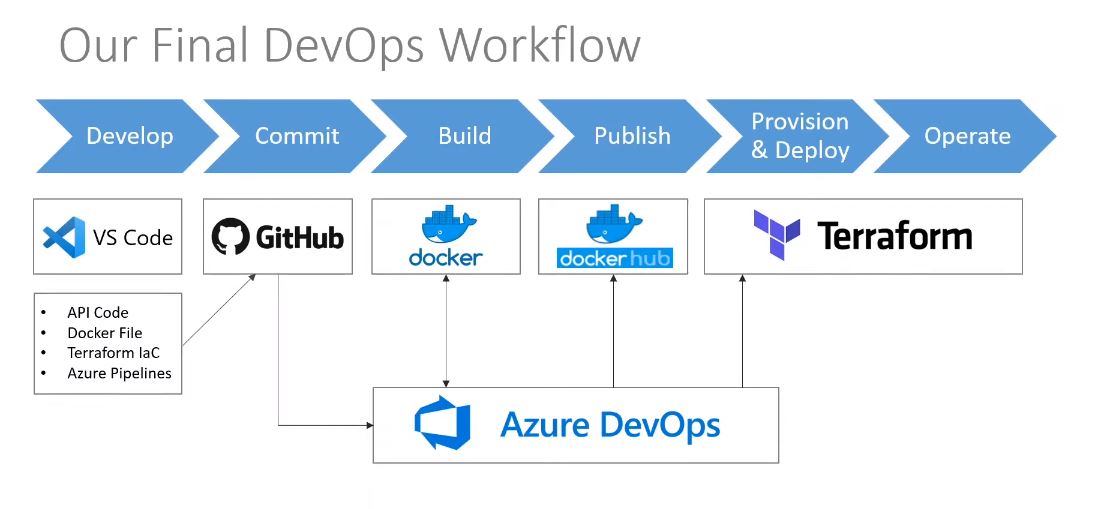 Our Final DevOps Workflow
Develop
Commit
Build
Publish
Provision
& Deploy
Operate
VS Code
GitHub
docker
docker hub
Terraform
• API Code
• Docker File
• Terraform IaC
• Azure Pipelines
Azure DevOps